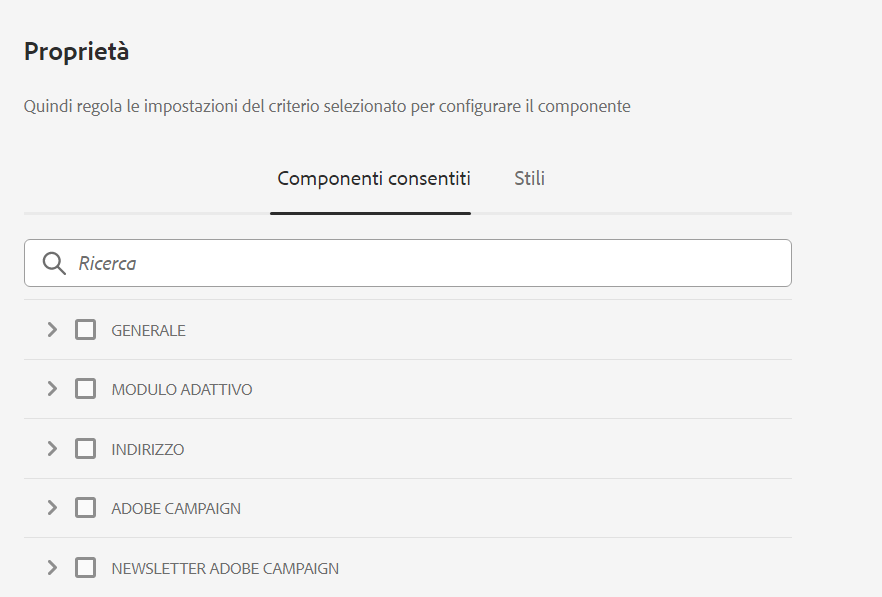 Proprietà
Quindi regola le impostazioni del criterio selezionato per configurare il componente
Componenti consentiti Stili
Ricerca
GENERALE
MODULO ADATTIVO
INDIRIZZO
ADOBE CAMPAIGN
NEWSLETTER ADOBE CAMPAIGN